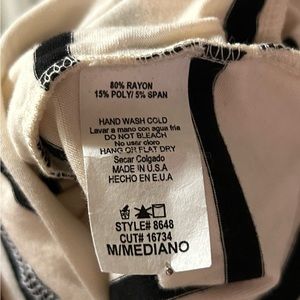 80% RAYON
15% POLY/ 5% SPAN
HAND WASH COLD
Lavar a mano con agua fria
DO NOT BLEACH
No usar cloro
HANG OR FLAT DRY
Secar Colgado
MADE IN U.S.A
HECHO EN E.U.A
STYLE# 8648
CUT# 16734
M/MEDIANO